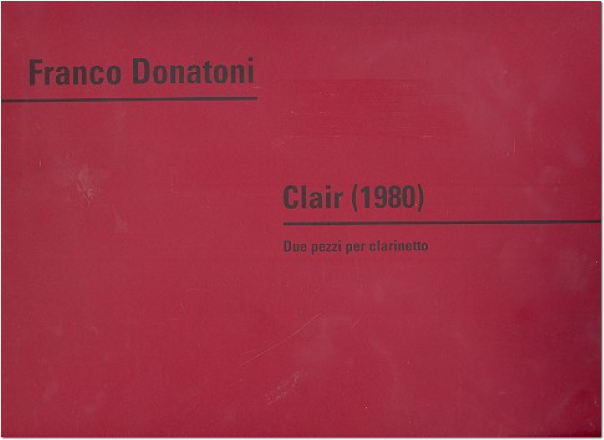 Franco Donatoni
Clair (1980)
Due pezzi per clarinetto